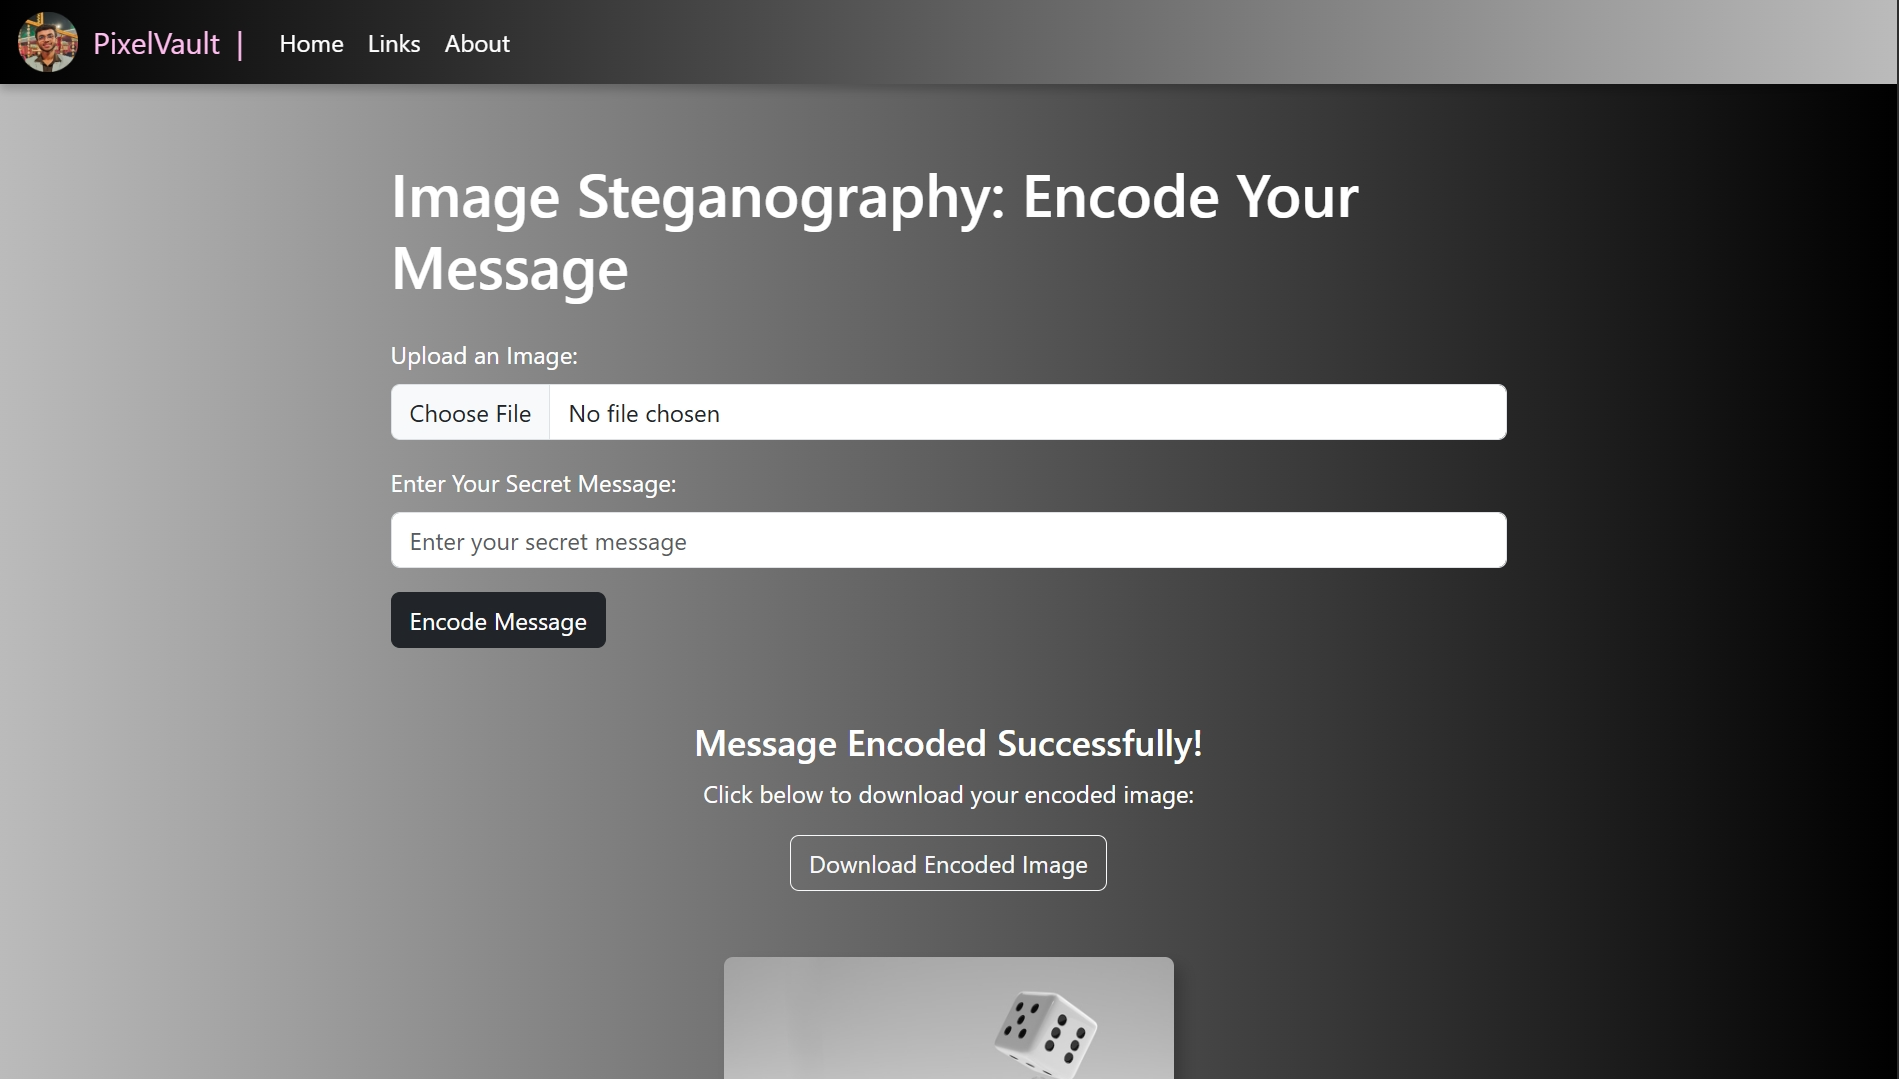 PixelVault | Home Links About
Image Steganography: Encode Your
Message
Upload an Image:
Choose File No file chosen
Enter Your Secret Message:
Enter your secret message
Encode Message
Message Encoded Successfully!
Click below to download your encoded image:
Download Encoded Image